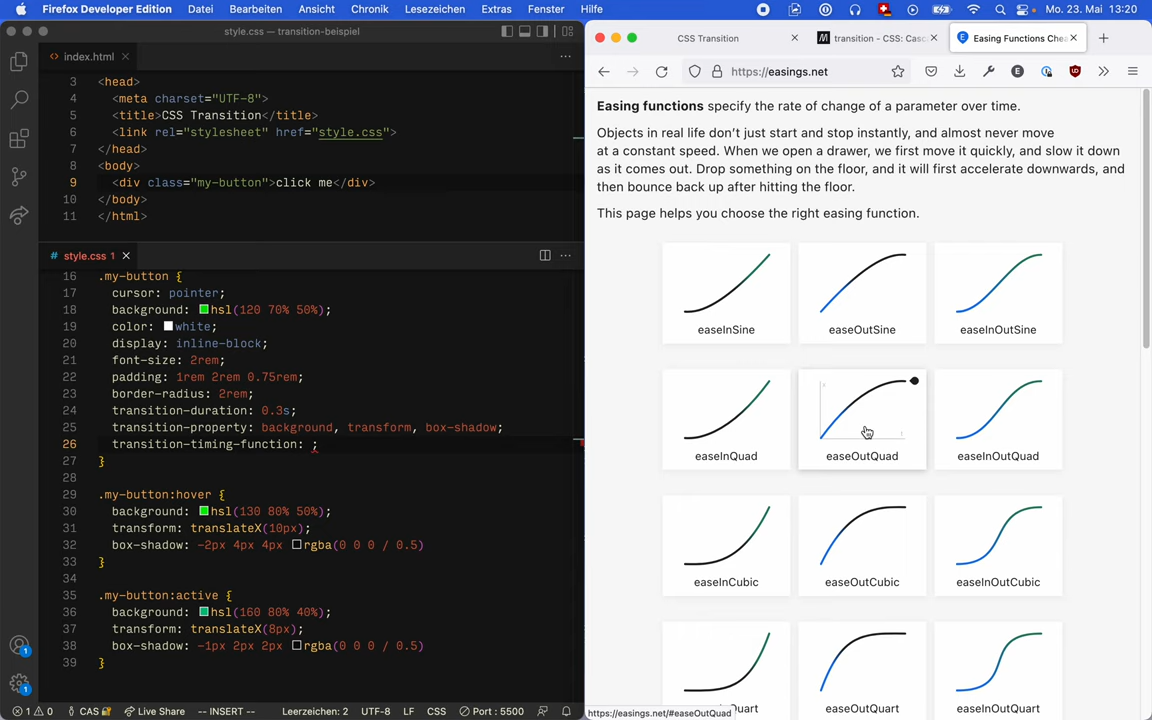 Firefox Developer Edition Datei Bearbeiten Ansicht Chronik Lesezeichen Extras Fenster Hilfe Mo. 23. Mai 13:20
style.css — transition-beispiel
index.html
3 <head>
4 <meta charset="UTF-8">
5 <title>CSS Transition</title>
6 <link rel="stylesheet" href="style.css">
7 </head>
8 <body>
9 <div class="my-button">click me</div>
10 </body>
11 </html>
# style.css 1
16 .my-button {
17 cursor: pointer;
18 background: hsl(120 70% 50%);
19 color: white;
20 display: inline-block;
21 font-size: 2rem;
22 padding: 1rem 2rem 0.75rem;
23 border-radius: 2rem;
24 transition-duration: 0.3s;
25 transition-property: background, transform, box-shadow;
26 transition-timing-function: ;
27 }
28
29 .my-button:hover {
30 background: hsl(130 80% 50%);
31 transform: translateX(10px);
32 box-shadow: -2px 4px 4px rgba(0 0 0 / 0.5)
33 }
34
35 .my-button:active {
36 background: hsl(160 80% 40%);
37 transform: translateX(8px);
38 box-shadow: -1px 2px 2px rgba(0 0 0 / 0.5)
39 }
1
1
1 0 CAS Live Share -- INSERT -- Leerzeichen: 2 UTF-8 LF CSS Port : 5500
CSS Transition transition - CSS: Casc Easing Functions Chea
https://easings.net
Easing functions specify the rate of change of a parameter over time.
Objects in real life don't just start and stop instantly, and almost never move
at a constant speed. When we open a drawer, we first move it quickly, and slow it down
as it comes out. Drop something on the floor, and it will first accelerate downwards, and
then bounce back up after hitting the floor.
This page helps you choose the right easing function.
easeInSine easeOutSine easeInOutSine
easeInQuad easeOutQuad easeInOutQuad
easeInCubic easeOutCubic easeInOutCubic
uart easeOutQuart easeInOutQuart
https://easings.net/#easeOutQuad